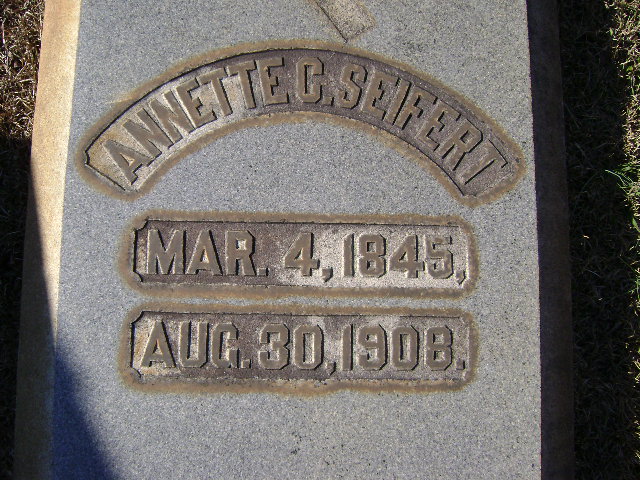 ANNETTE C. SEIFERT
MAR. 4, 1845,
AUG. 30, 1908.